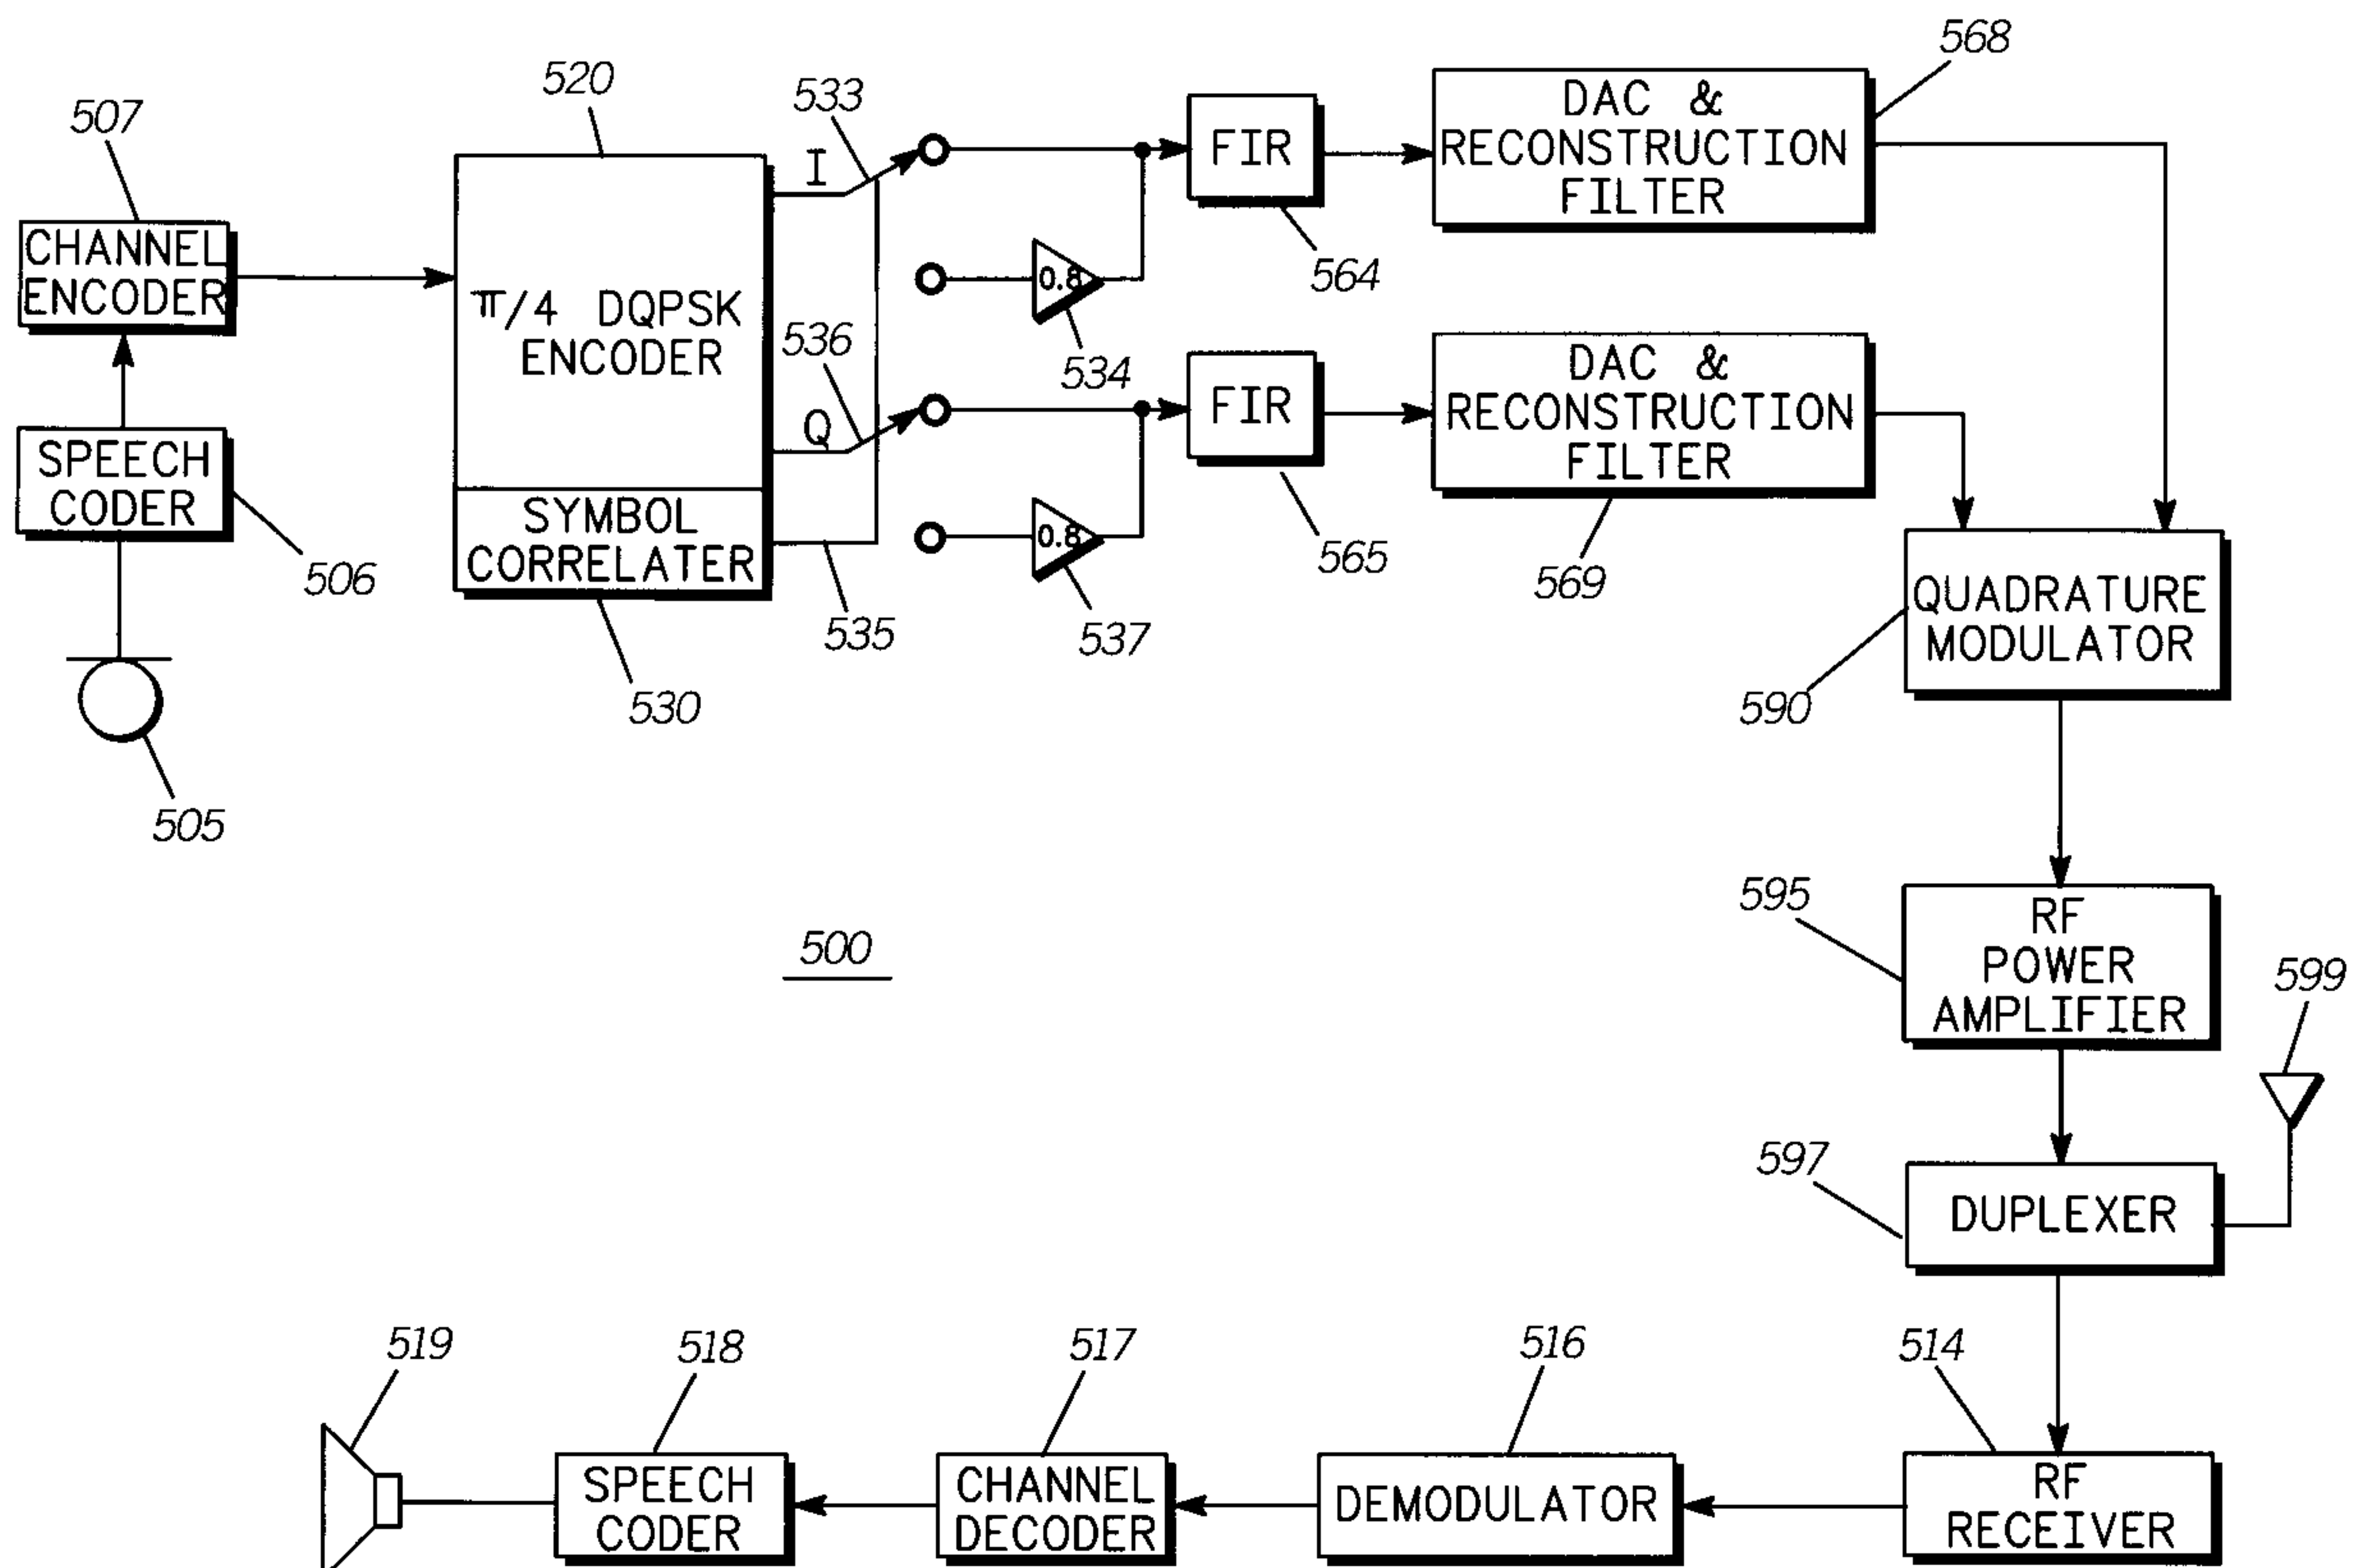 568
520
533
507
DAC &
RECONSTRUCTION
FILTER
FIR
I
CHANNEL
ENCODER
564
0.8
π/4 DQPSK
ENCODER
536
534
DAC &
RECONSTRUCTION
FILTER
FIR
Q
SPEECH
CODER
SYMBOL
CORRELATER
0.8
506
565
569
QUADRATURE
MODULATOR
535
537
530
590
505
595
RF
POWER
AMPLIFIER
500
599
597
DUPLEXER
519
518
517
516
514
SPEECH
CODER
CHANNEL
DECODER
DEMODULATOR
RF
RECEIVER